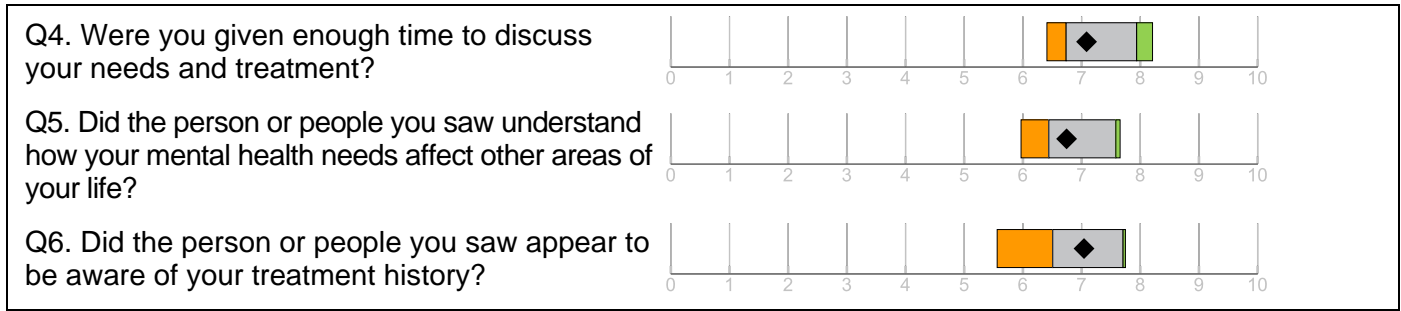 Q4. Were you given enough time to discuss
your needs and treatment?
0 1 2 3 4 5 6 7 8 9 10
Q5. Did the person or people you saw understand
how your mental health needs affect other areas of
your life?
0 1 2 3 4 5 6 7 8 9 10
Q6. Did the person or people you saw appear to
be aware of your treatment history?
0 1 2 3 4 5 6 7 8 9 10